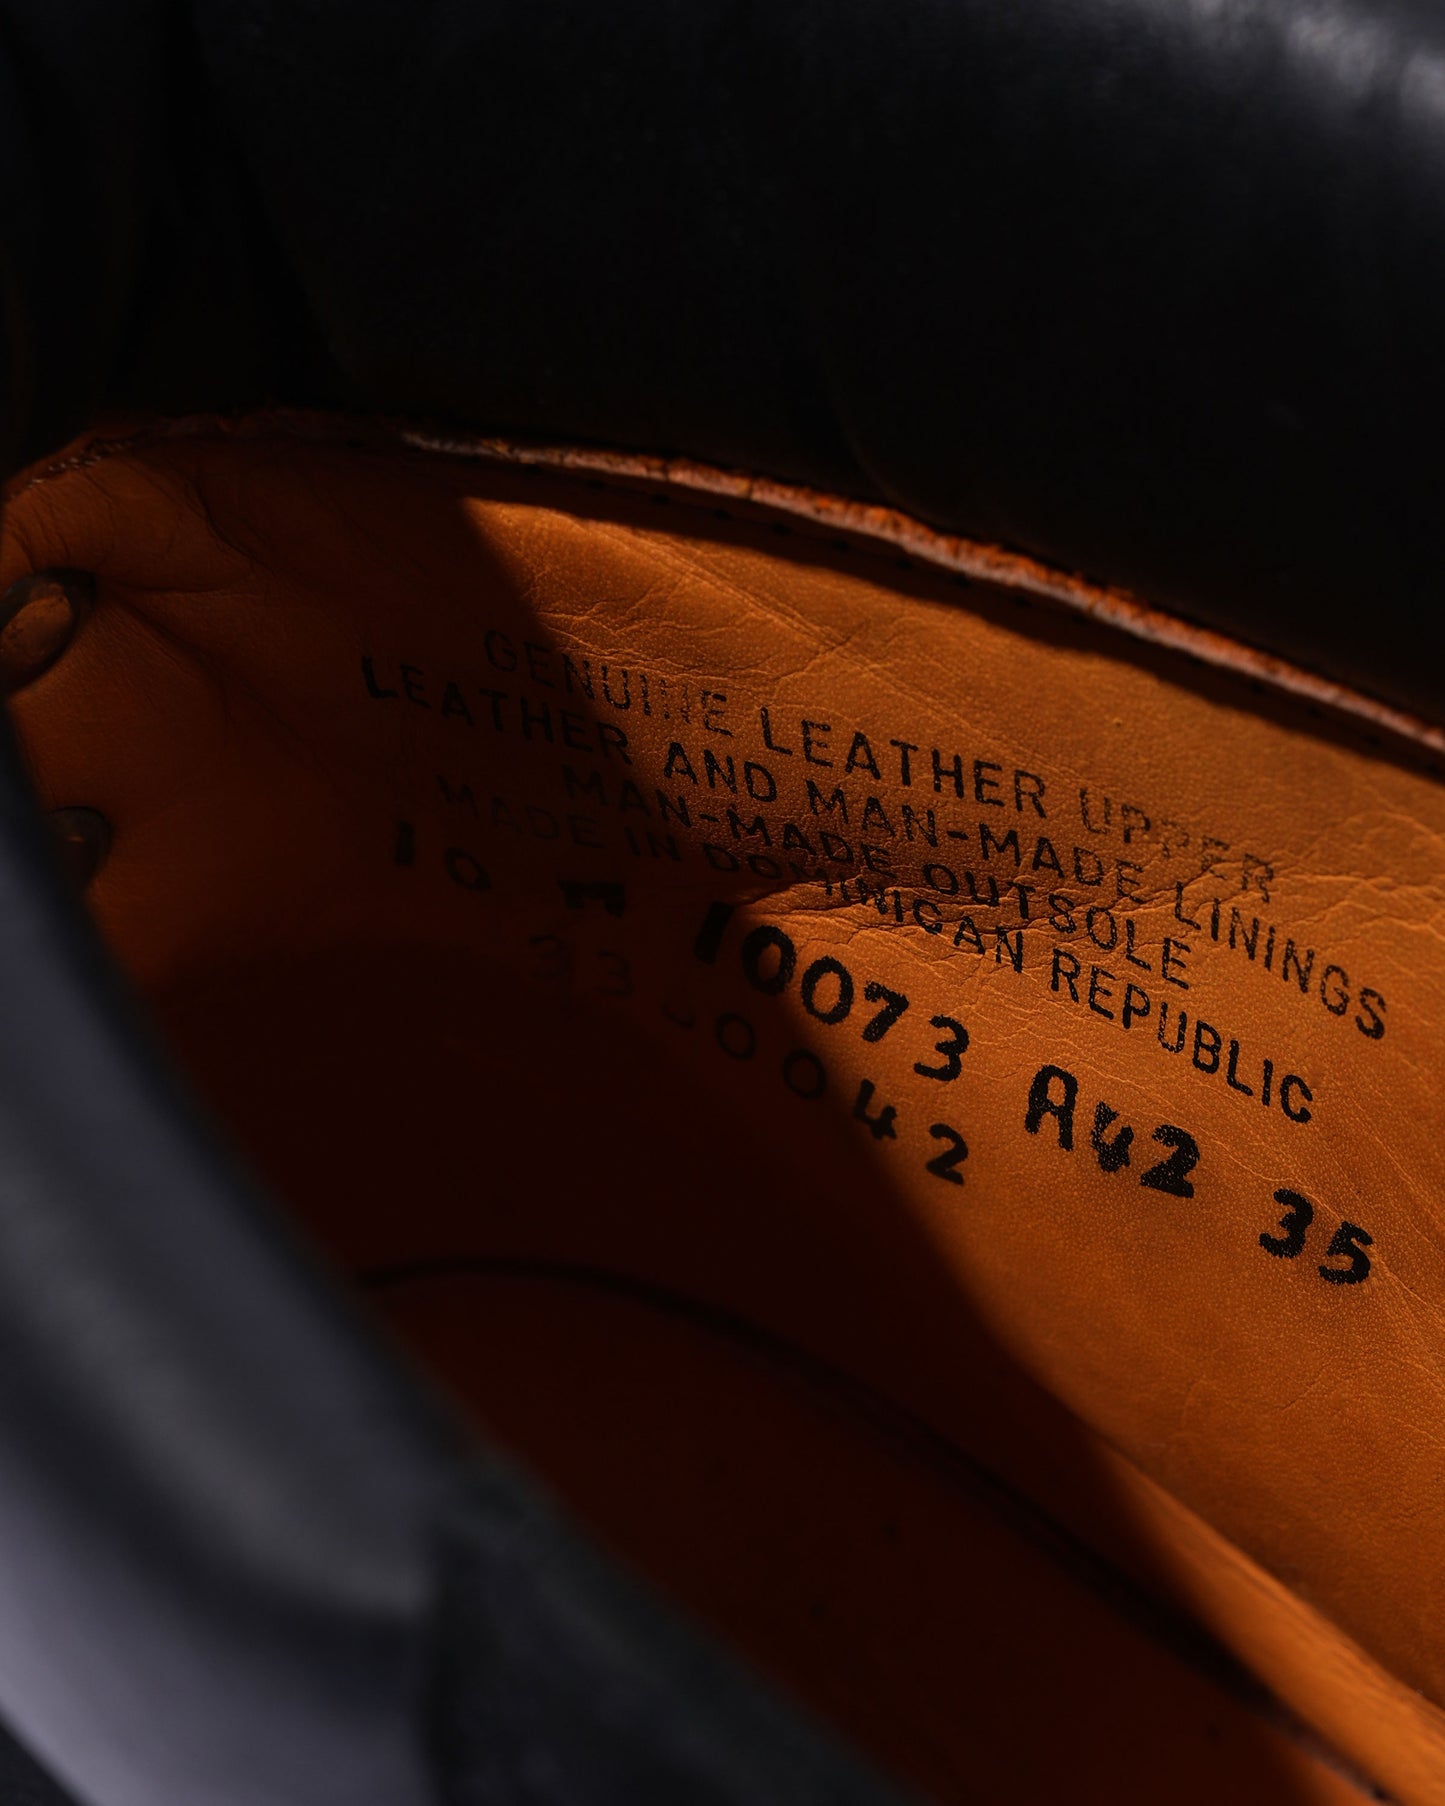 GENUINE LEATHER UPPER
LEATHER AND MAN-MADE LININGS
MAN-MADE OUTSOLE
MADE IN DOMINICAN REPUBLIC
10 M 10073 A42 35
0042